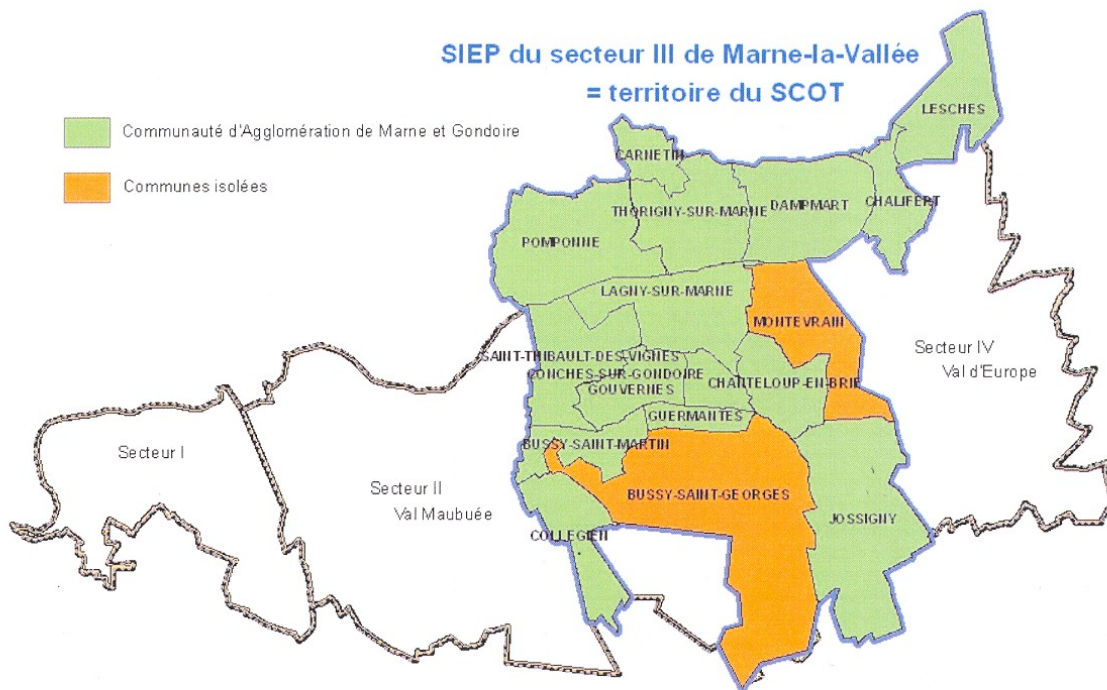 SIEP du secteur III de Marne-la-Vallée
= territoire du SCOT
Communauté d'Agglomération de Marne et Gondoire
Communes isolées
LESCHES
CARNETIN
THORIGNY-SUR-MARNE
DAMPMART
CHALIFERT
POMPONNE
LAGNY-SUR-MARNE
MONTEVRAIN
SAINT-THIBAULT-DES-VIGNES
CONCHES-SUR-GONDOIRE
GOUVERNES
CHANTELOUP-EN-BRIE
GUERMANTES
Secteur IV
Val d'Europe
BUSSY-SAINT-MARTIN
Secteur I
Secteur II
Val Maubuée
BUSSY-SAINT-GEORGES
JOSSIGNY
COLLEGIEN